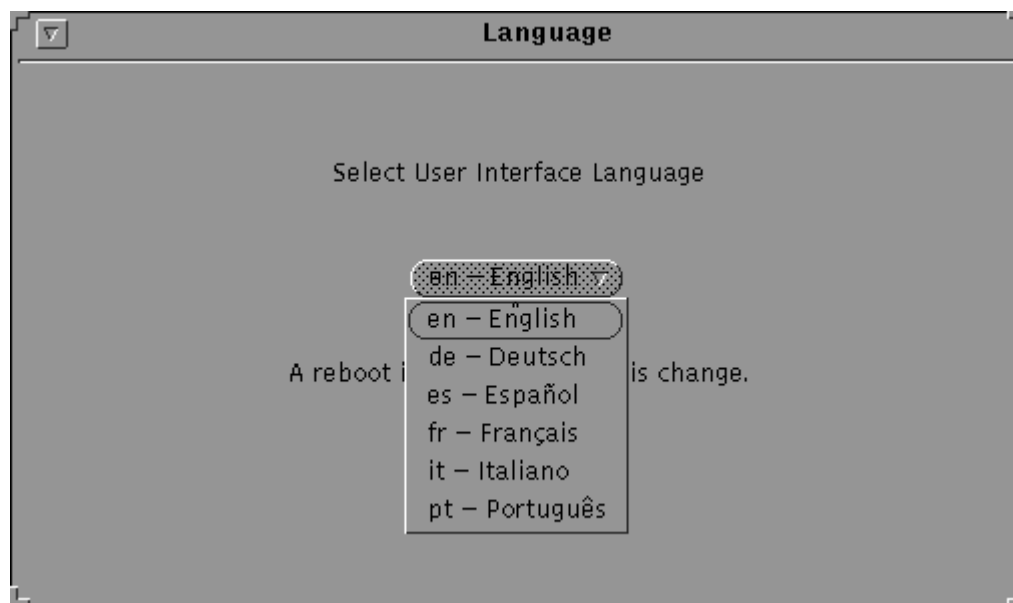 Language
Select User Interface Language
en – English
en – English
de – Deutsch
A reboot i is change.
es – Español
fr – Français
it – Italiano
pt – Português